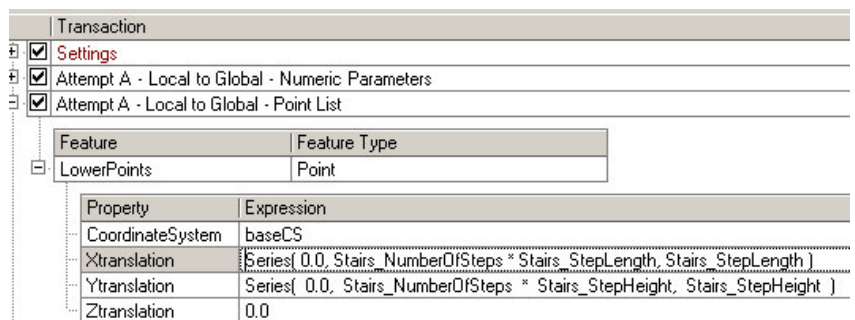 Transaction
Settings
Attempt A - Local to Global - Numeric Parameters
Attempt A - Local to Global - Point List
Feature Feature Type
LowerPoints Point
Property Expression
CoordinateSystem baseCS
Xtranslation Series( 0.0, Stairs_NumberOfSteps * Stairs_StepLength, Stairs_StepLength )
Ytranslation Series( 0.0, Stairs_NumberOfSteps * Stairs_StepHeight, Stairs_StepHeight )
Ztranslation 0.0